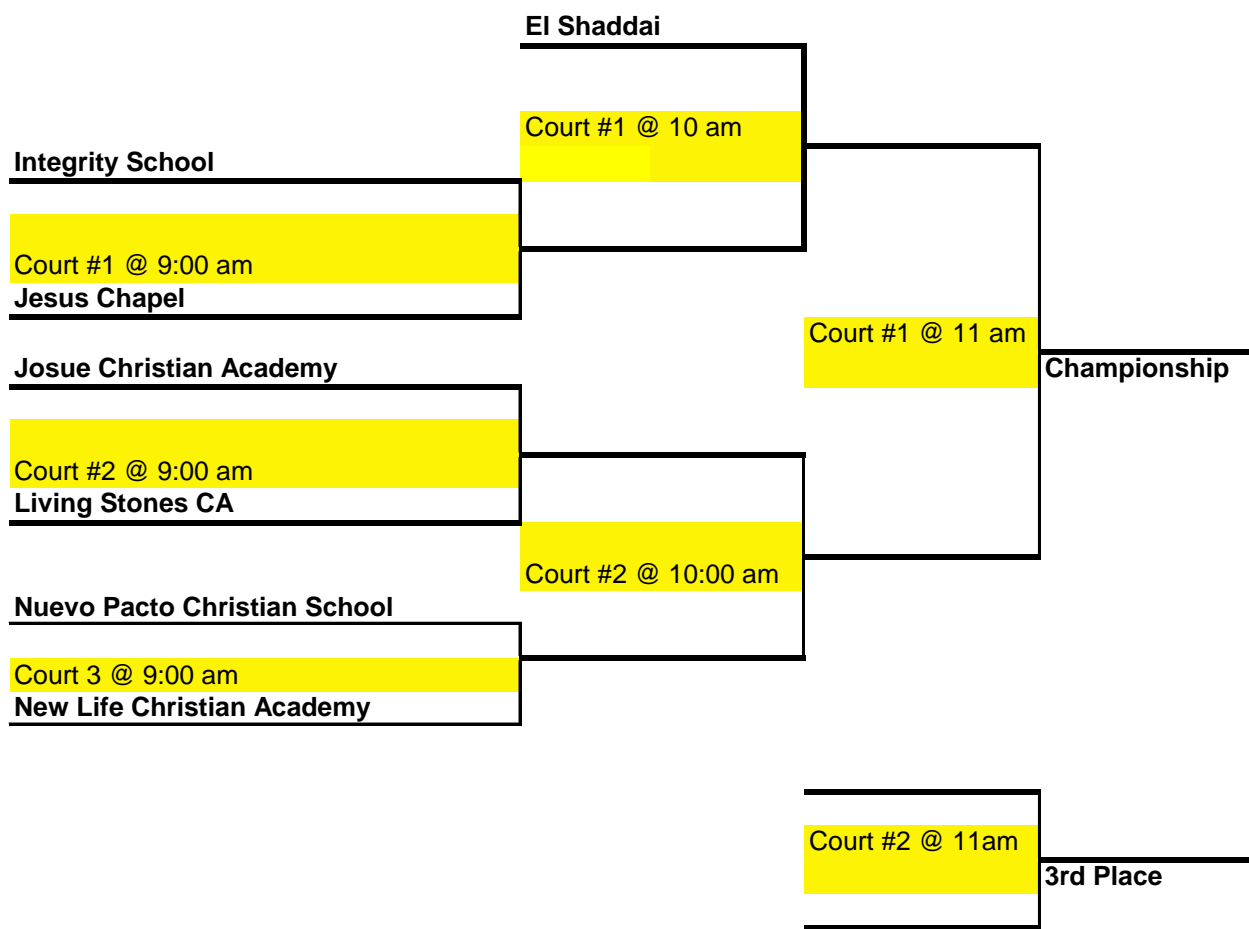 El Shaddai
Court #1 @ 10 am
Integrity School
Court #1 @ 9:00 am
Jesus Chapel
Court #1 @ 11 am
Josue Christian Academy
Championship
Court #2 @ 9:00 am
Living Stones CA
Court #2 @ 10:00 am
Nuevo Pacto Christian School
Court 3 @ 9:00 am
New Life Christian Academy
Court #2 @ 11am
3rd Place